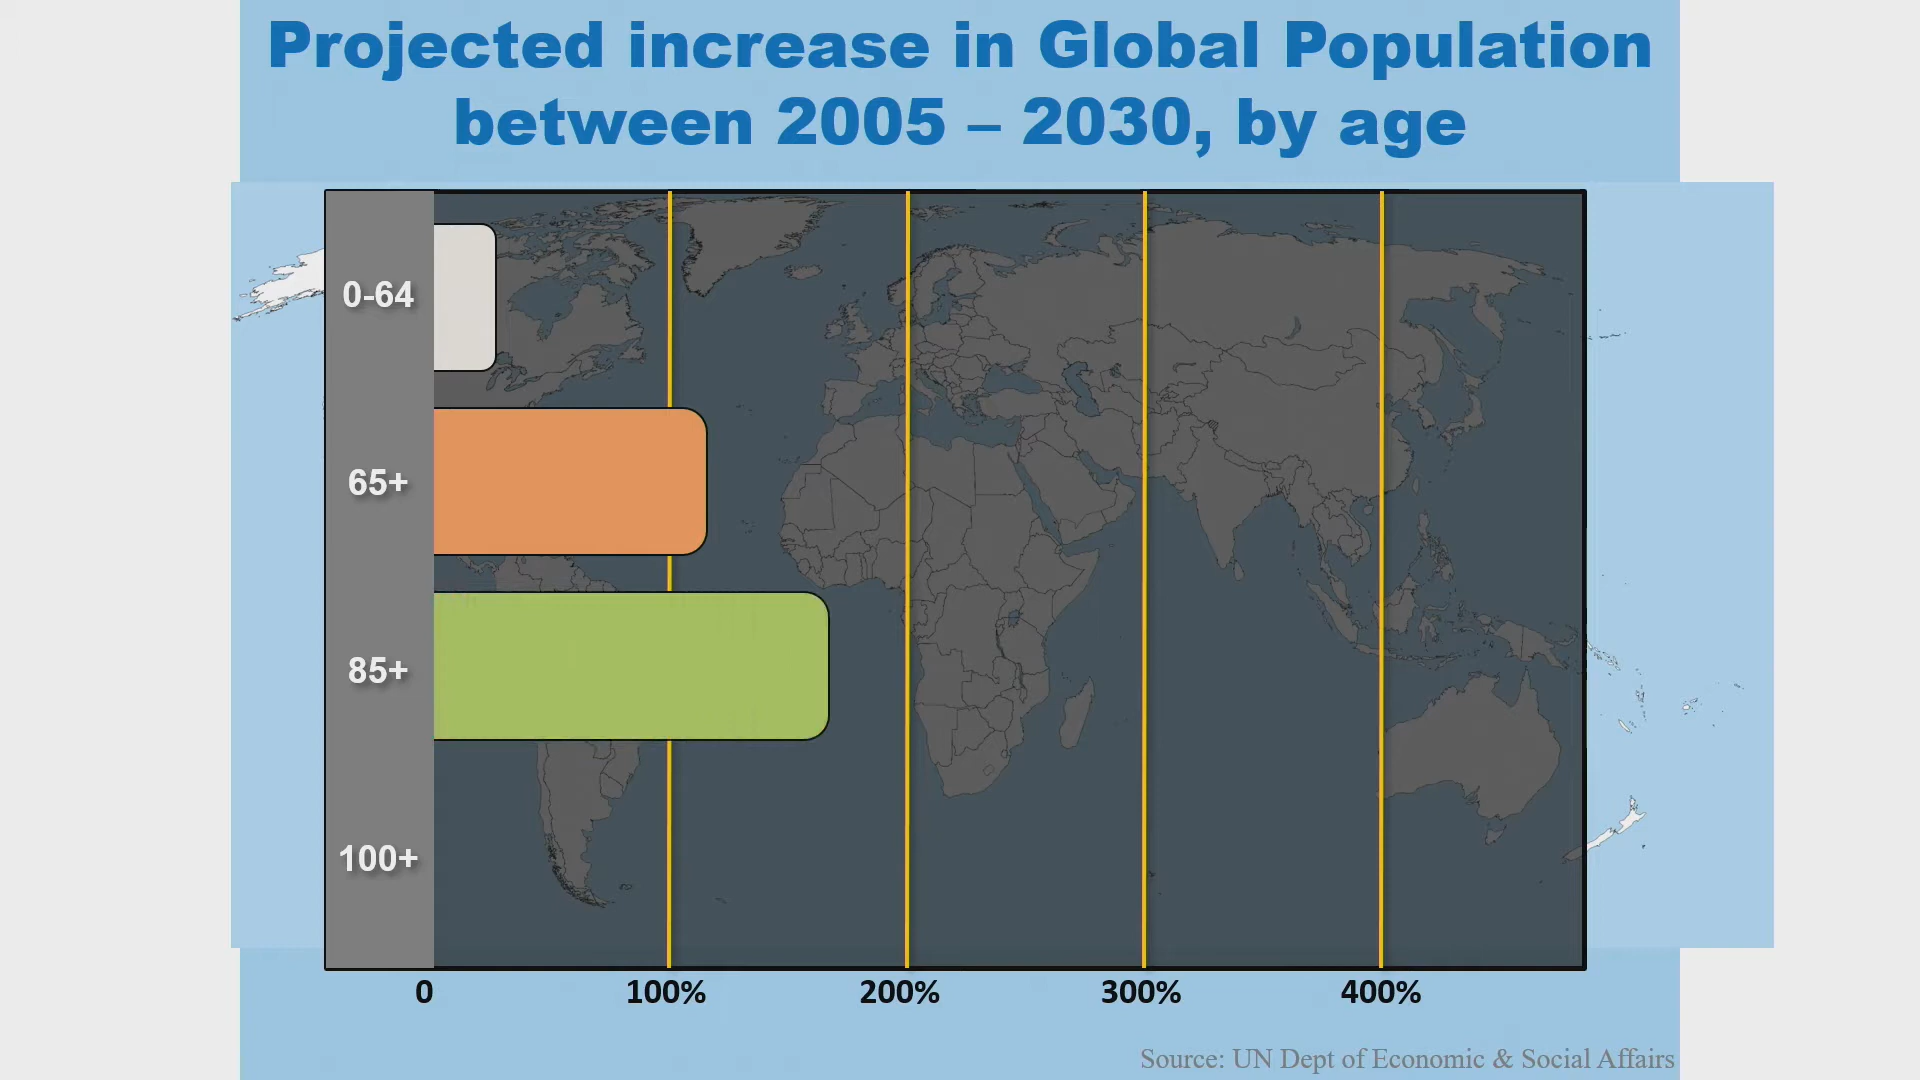 Projected increase in Global Population
between 2005 – 2030, by age
0-64
65+
85+
100+
0 100% 200% 300% 400%
Source: UN Dept of Economic & Social Affairs